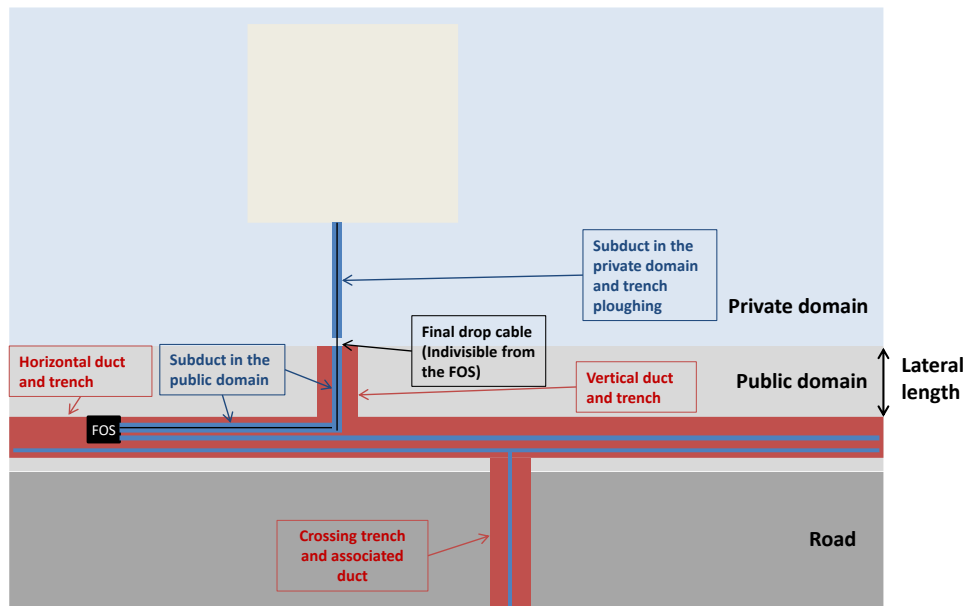 Subduct in the
private domain
and trench
ploughing
Private domain
Final drop cable
(Indivisible from
the FOS)
Horizontal duct
and trench
Subduct in the
public domain
Vertical duct
and trench
Public domain
Lateral
length
FOS
Crossing trench
and associated
duct
Road